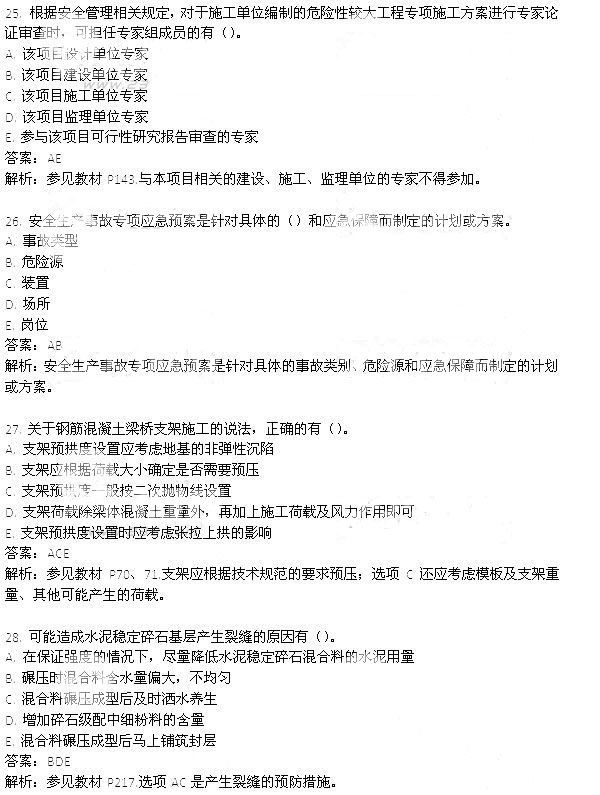 25. 根据安全管理相关规定，对于施工单位编制的危险性较大工程专项施工方案进行专家论
证审查时，可担任专家组成员的有（）。
A. 该项目设计单位专家
B. 该项目建设单位专家
C. 该项目施工单位专家
D. 该项目监理单位专家
E. 参与该项目可行性研究报告审查的专家
答案：AE
解析：参见教材 P143.与本项目相关的建设、施工、监理单位的专家不得参加。
26. 安全生产事故专项应急预案是针对具体的（）和应急保障而制定的计划或方案。
A. 事故类型
B. 危险源
C. 装置
D. 场所
E. 岗位
答案：AB
解析：安全生产事故专项应急预案是针对具体的事故类别、危险源和应急保障而制定的计划
或方案。
27. 关于钢筋混凝土梁桥支架施工的说法，正确的有（）。
A. 支架预拱度设置应考虑地基的非弹性沉陷
B. 支架应根据荷载大小确定是否需要预压
C. 支架预拱度一般按二次抛物线设置
D. 支架荷载除梁体混凝土重量外，再加上施工荷载及风力作用即可
E. 支架预拱度设置时应考虑张拉上拱的影响
答案：ACE
解析：参见教材 P70、71.支架应根据技术规范的要求预压；选项 C 还应考虑模板及支架重
量、其他可能产生的荷载。
28. 可能造成水泥稳定碎石基层产生裂缝的原因有（）。
A. 在保证强度的情况下，尽量降低水泥稳定碎石混合料的水泥用量
B. 碾压时混合料含水量偏大，不均匀
C. 混合料碾压成型后及时洒水养生
D. 增加碎石级配中细粉料的含量
E. 混合料碾压成型后马上铺筑封层
答案：BDE
解析：参见教材 P217.选项 AC 是产生裂缝的预防措施。